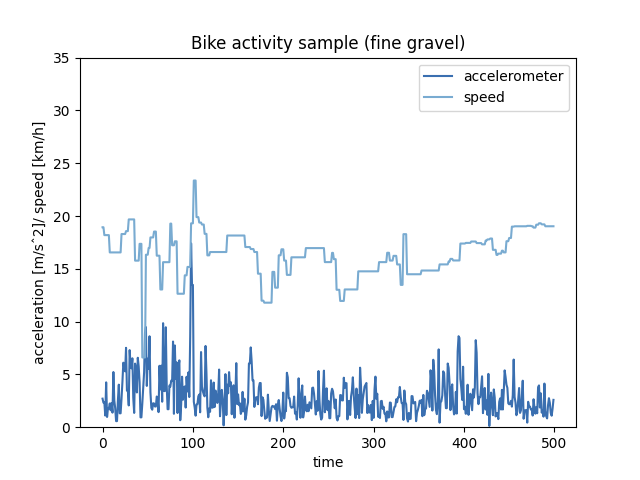 Bike activity sample (fine gravel)
accelerometer
speed
acceleration [m/s^2]/ speed [km/h]
35
30
25
20
15
10
5
0
0 100 200 300 400 500
time